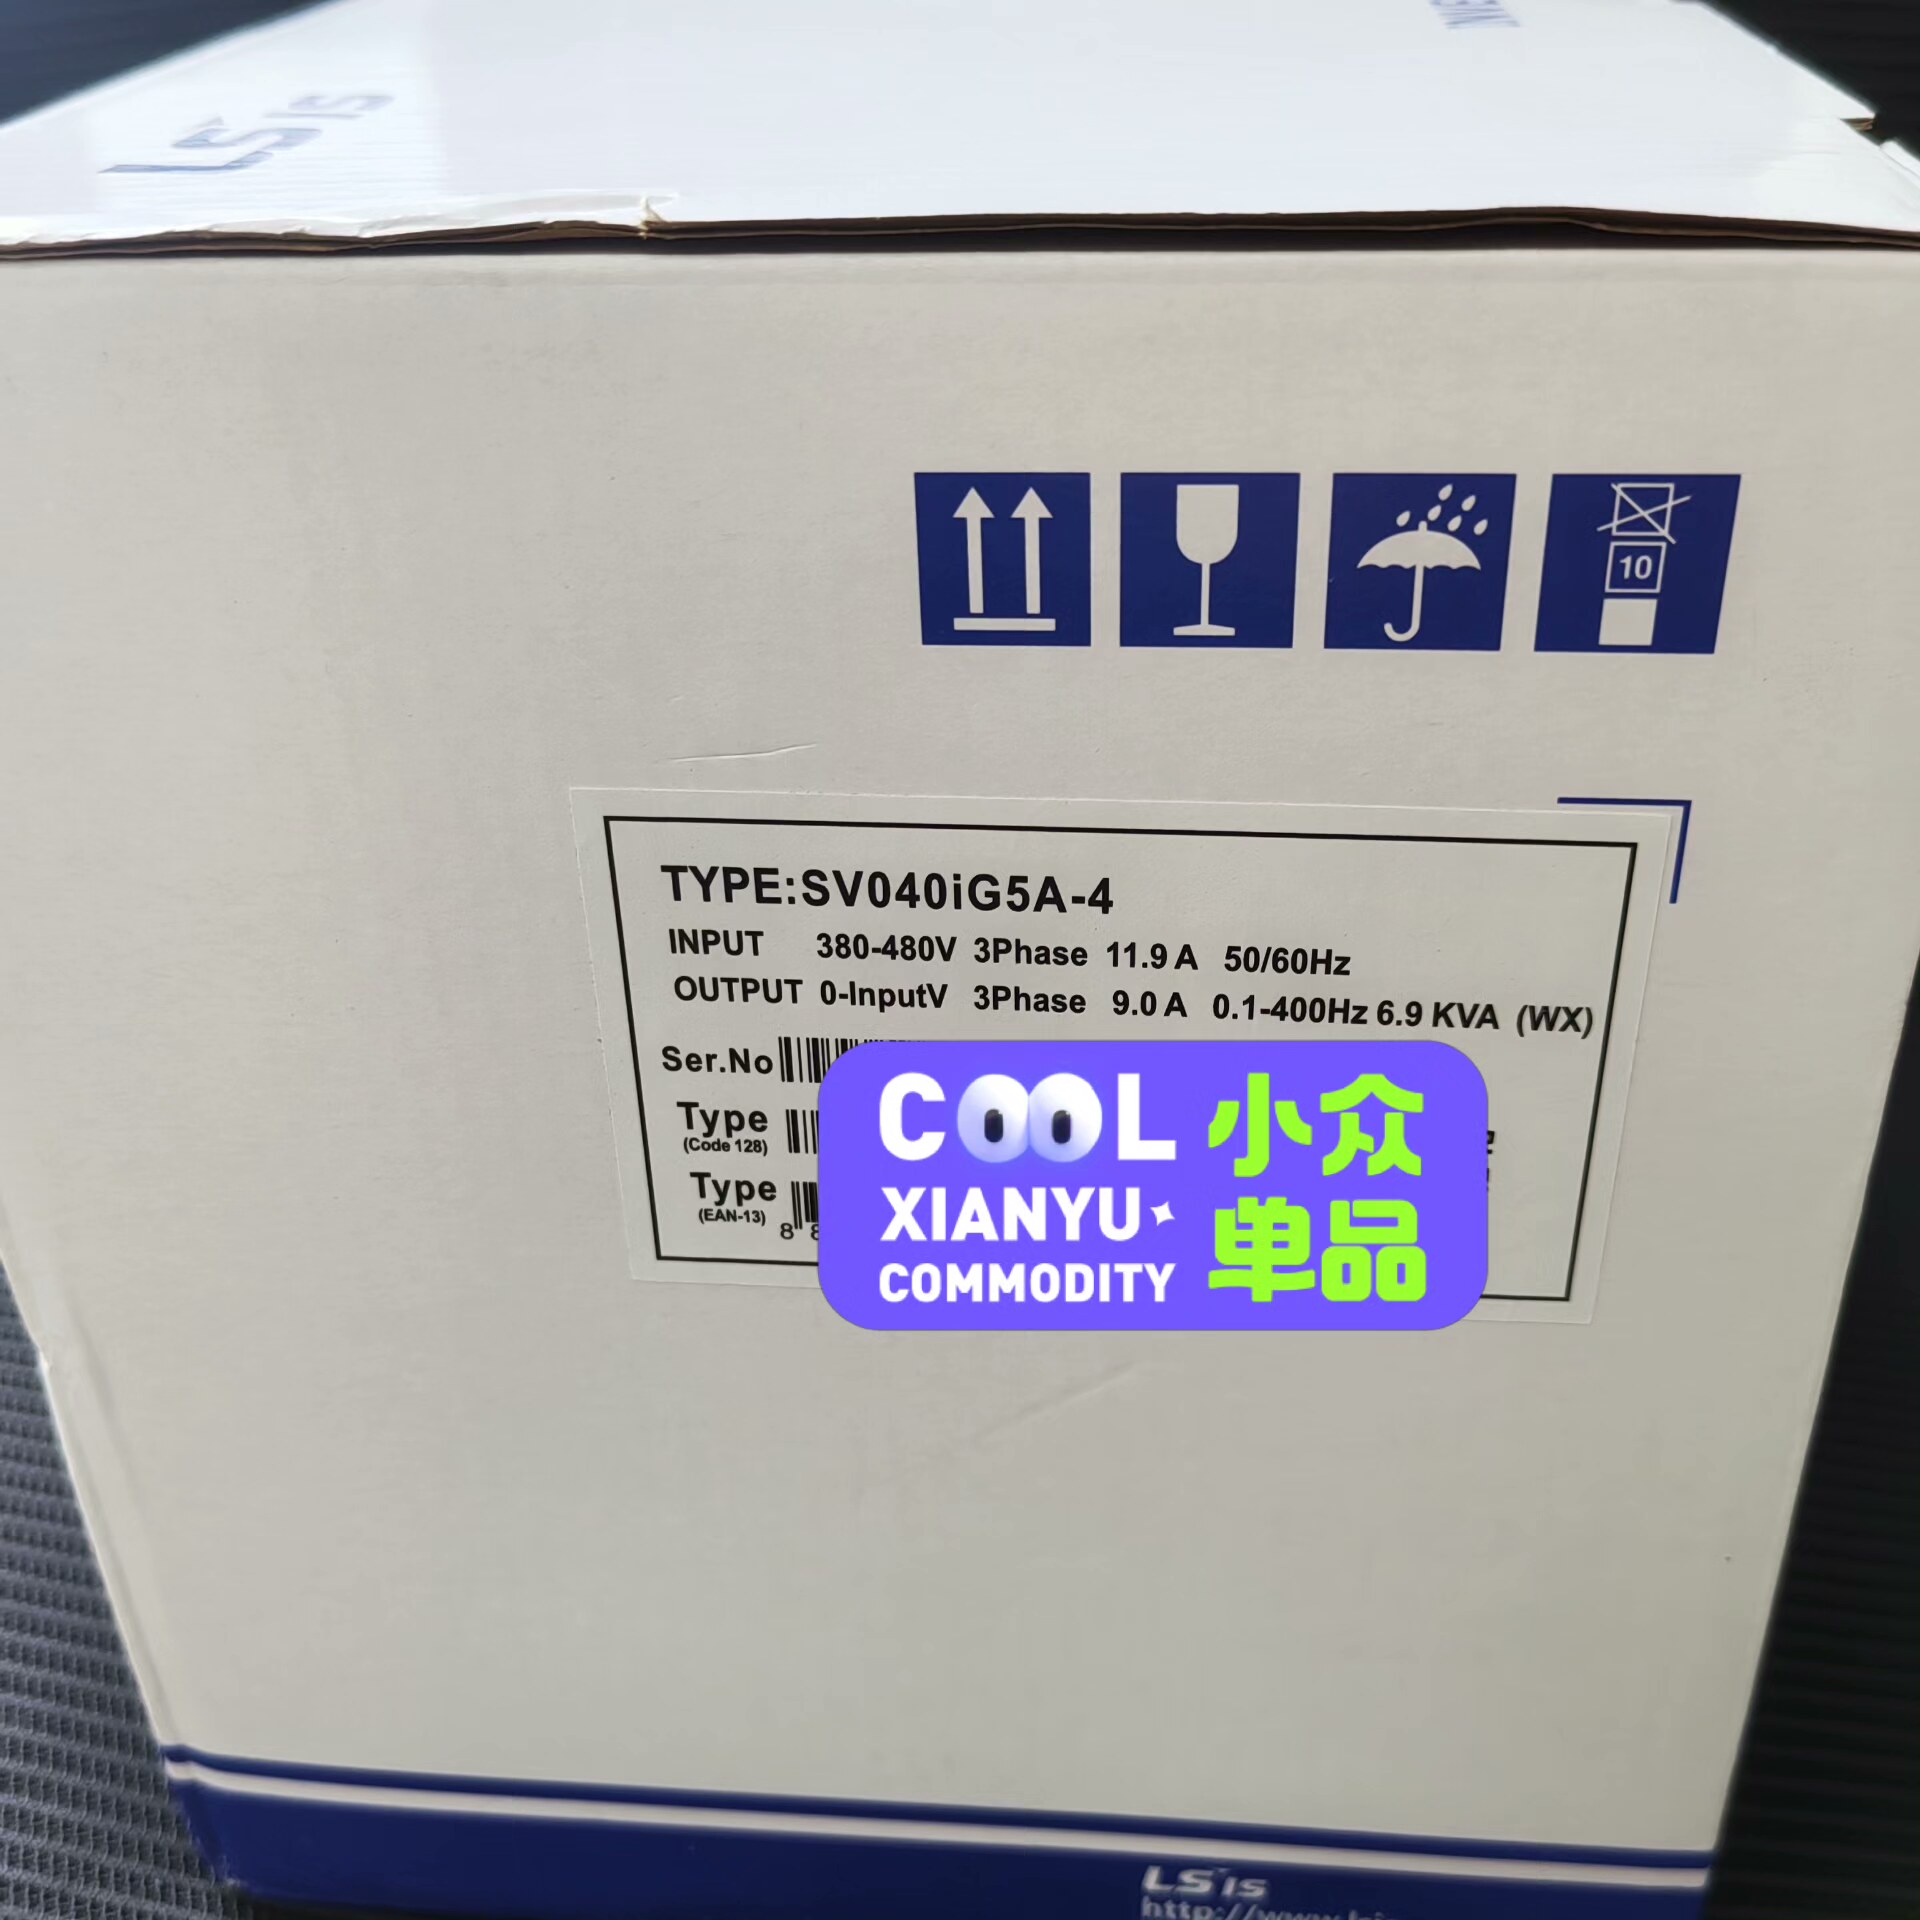 LS IS
10
TYPE:SV040iG5A-4
INPUT 380-480V 3Phase 11.9 A 50/60Hz
OUTPUT 0-InputV 3Phase 9.0 A 0.1-400Hz 6.9 KVA (WX)
Ser.No
Type
(Code 128)
Type
(EAN-13)
8
COOL 小众
XIANYU 单品
COMMODITY
LS IS